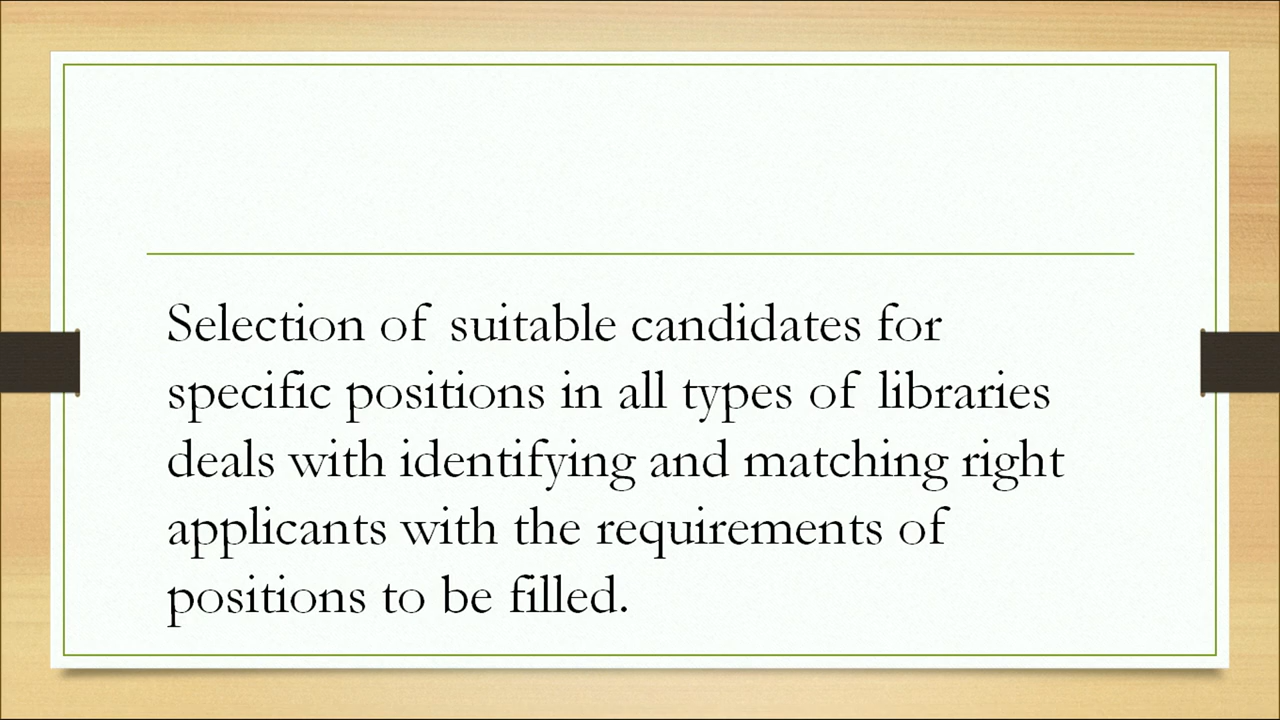 Selection of suitable candidates for
specific positions in all types of libraries
deals with identifying and matching right
applicants with the requirements of
positions to be filled.